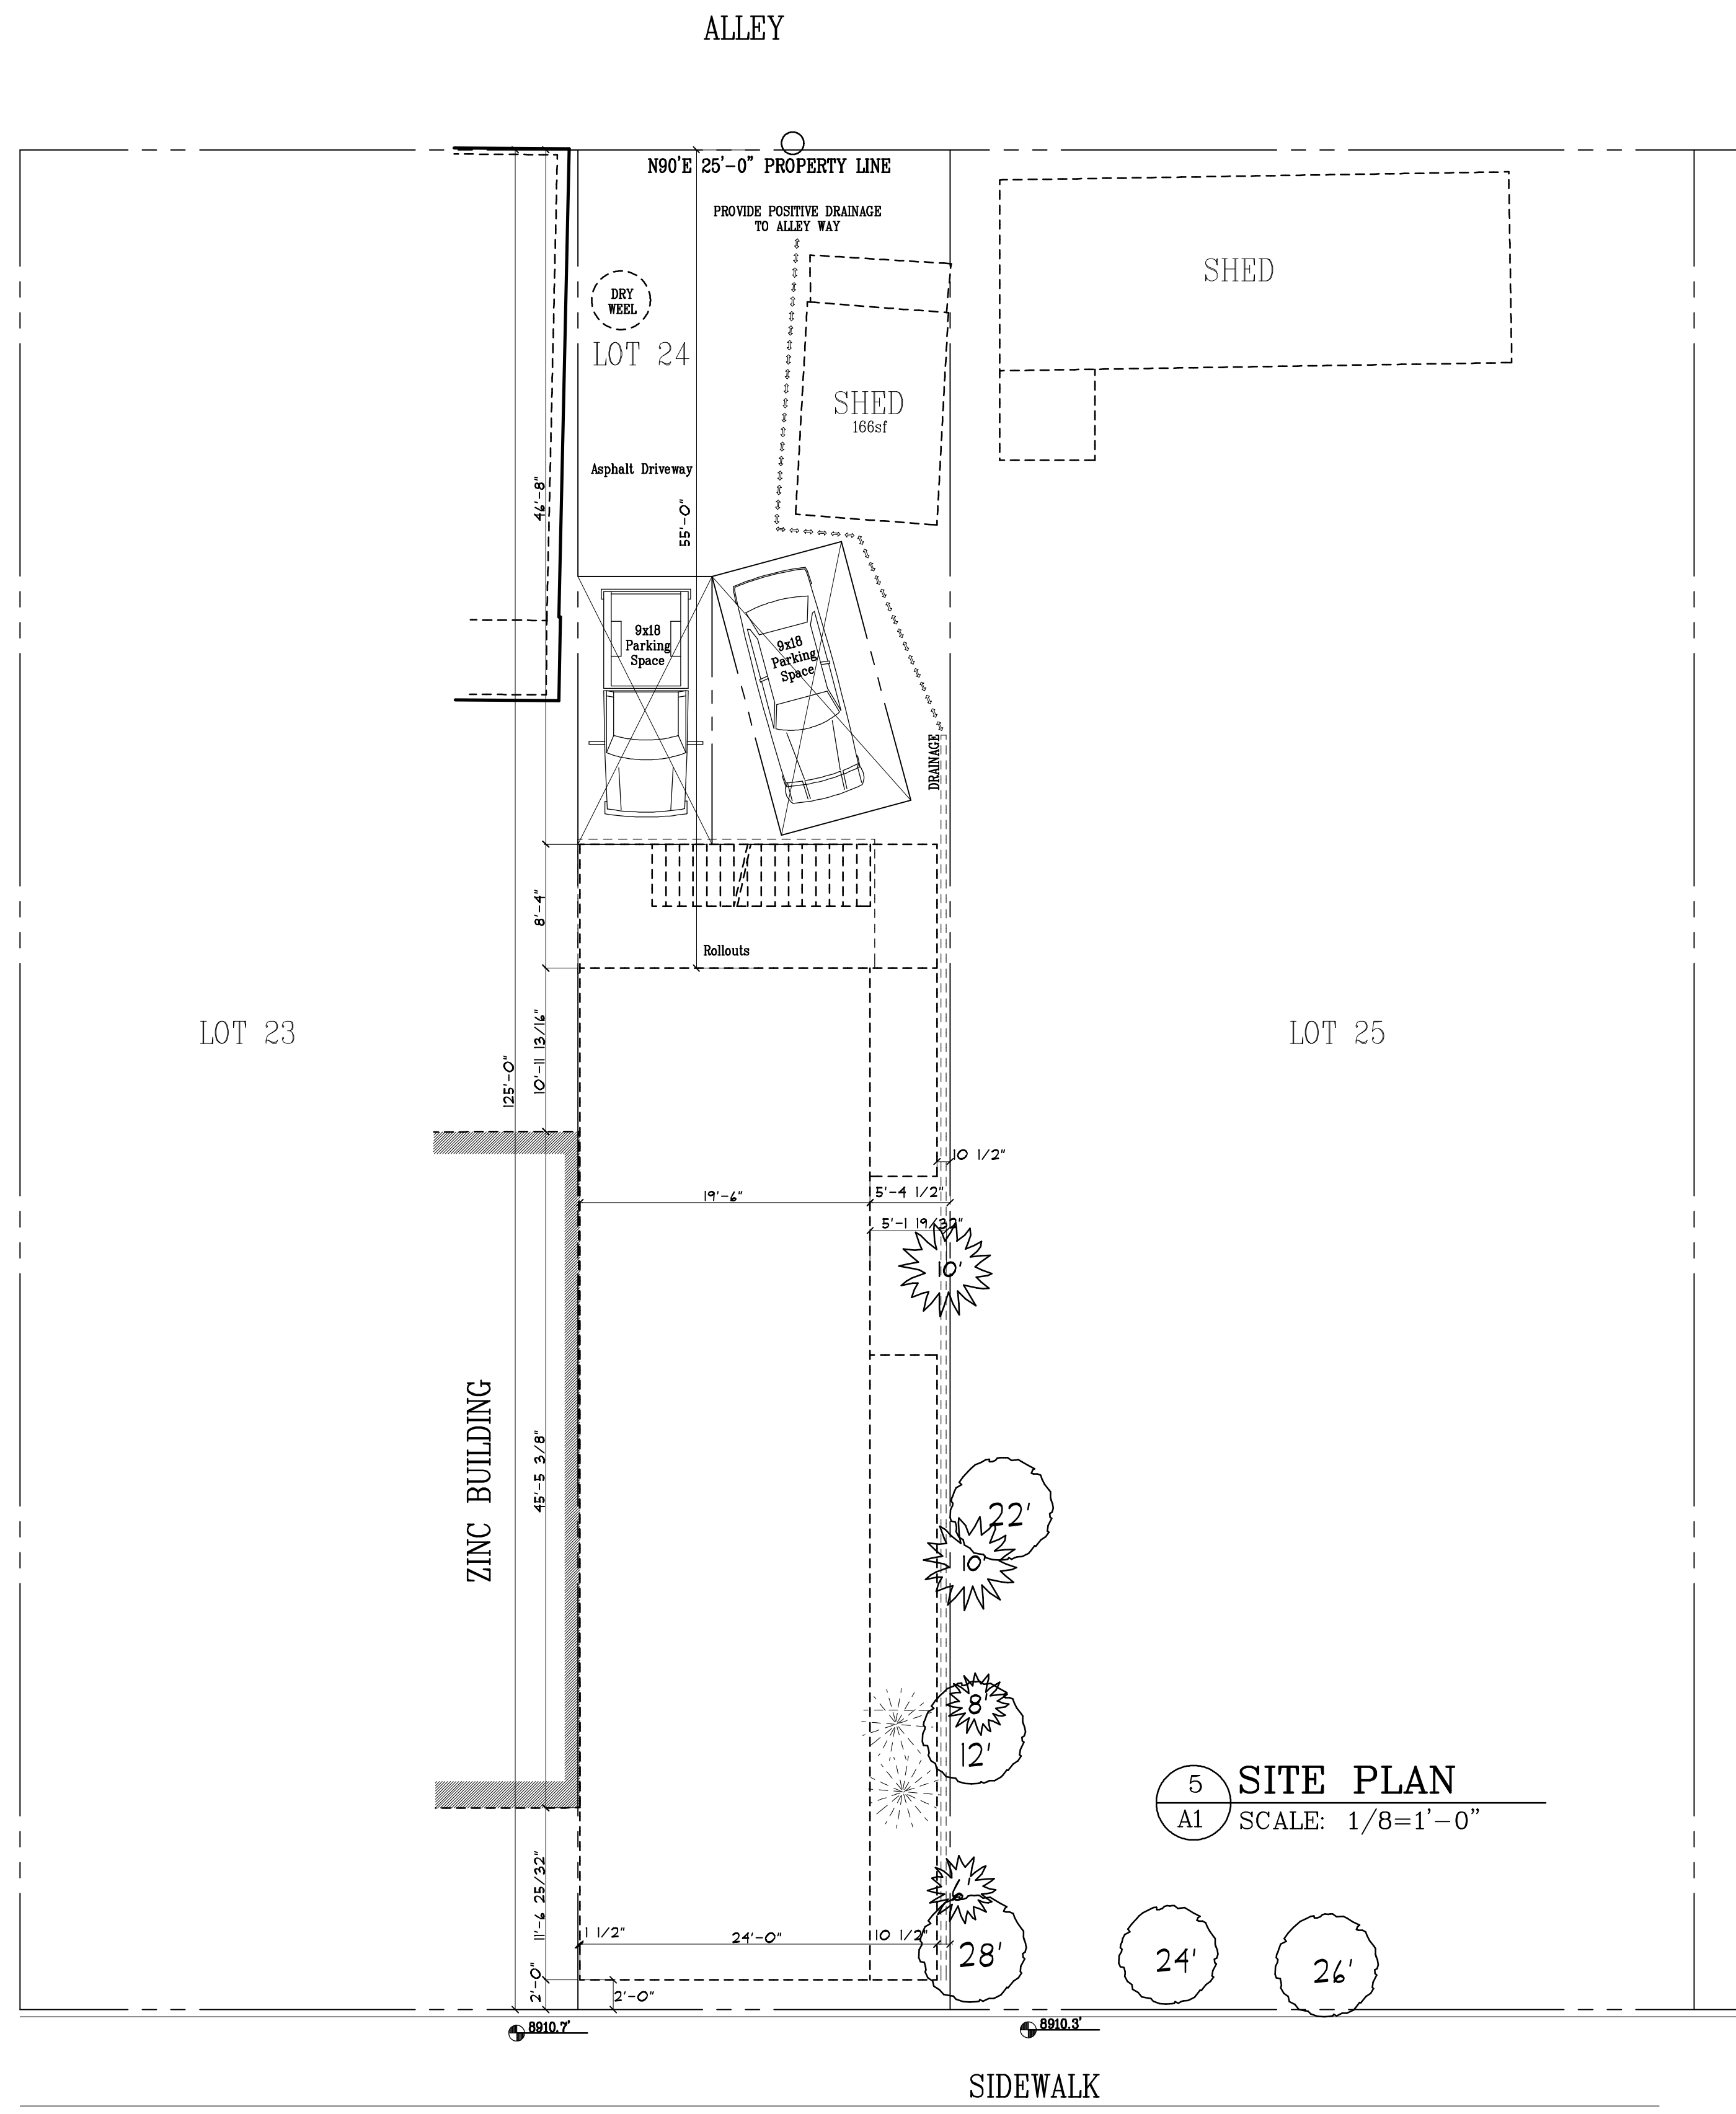 ALLEY
N90'E 25'-0" PROPERTY LINE
PROVIDE POSITIVE DRAINAGE
TO ALLEY WAY
DRY
WEEL
SHED
LOT 24
SHED
166sf
Asphalt Driveway
46'-8"
55'-0"
9x18
Parking
Space
9x18
Parking
Space
DRAINAGE
8'-4"
Rollouts
LOT 23
LOT 25
125'-0"
10'-11 13/16"
10 1/2"
19'-6"
5'-4 1/2"
5'-1 19/32"
10'
ZINC BUILDING
45'-5 3/8"
22'
10'
8'
12'
5
A1
SITE PLAN
SCALE: 1/8=1'-0"
11'-6 25/32"
6'
1 1/2"
24'-0"
10 1/2"
28'
24'
26'
2'-0"
2'-0"
8910.7'
8910.3'
SIDEWALK